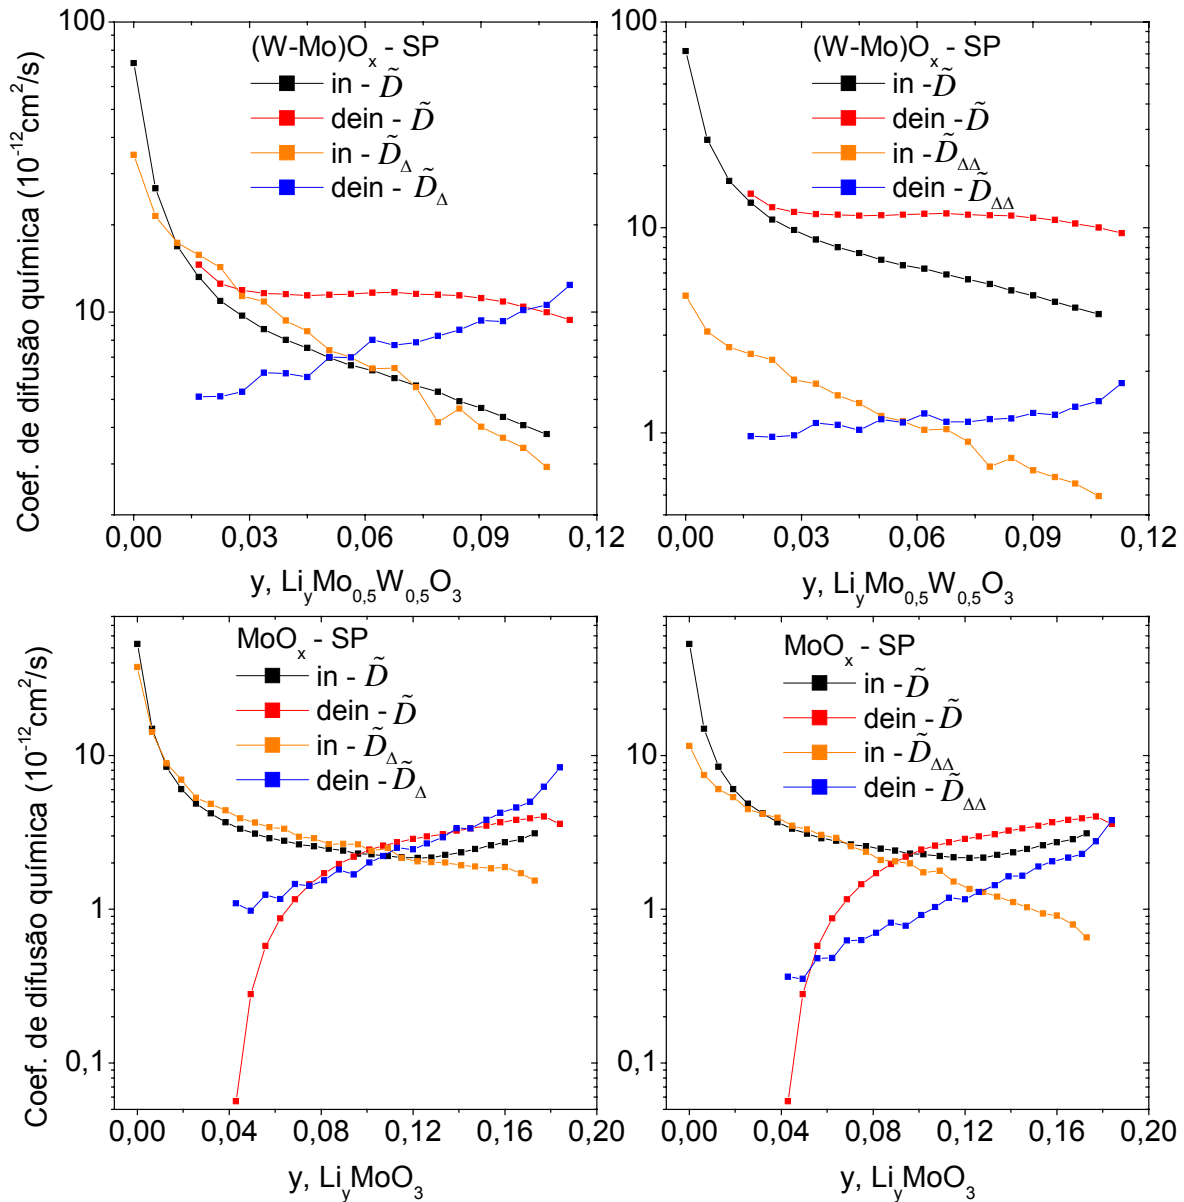 Coef. de difusão química (10⁻¹²cm²/s)
100
10
(W-Mo)Oₓ - SP
in - D̃
dein - D̃
in - D̃_Δ
dein - D̃_Δ
0,00 0,03 0,06 0,09 0,12
y, Li_yMo₀,₅W₀,₅O₃
100
10
1
(W-Mo)Oₓ - SP
in - D̃
dein - D̃
in - D̃_ΔΔ
dein - D̃_ΔΔ
0,00 0,03 0,06 0,09 0,12
y, Li_yMo₀,₅W₀,₅O₃
Coef. de difusão química (10⁻¹²cm²/s)
10
1
0,1
MoOₓ - SP
in - D̃
dein - D̃
in - D̃_Δ
dein - D̃_Δ
0,00 0,04 0,08 0,12 0,16 0,20
y, Li_yMoO₃
10
1
0,1
MoOₓ - SP
in - D̃
dein - D̃
in - D̃_ΔΔ
dein - D̃_ΔΔ
0,00 0,04 0,08 0,12 0,16 0,20
y, Li_yMoO₃